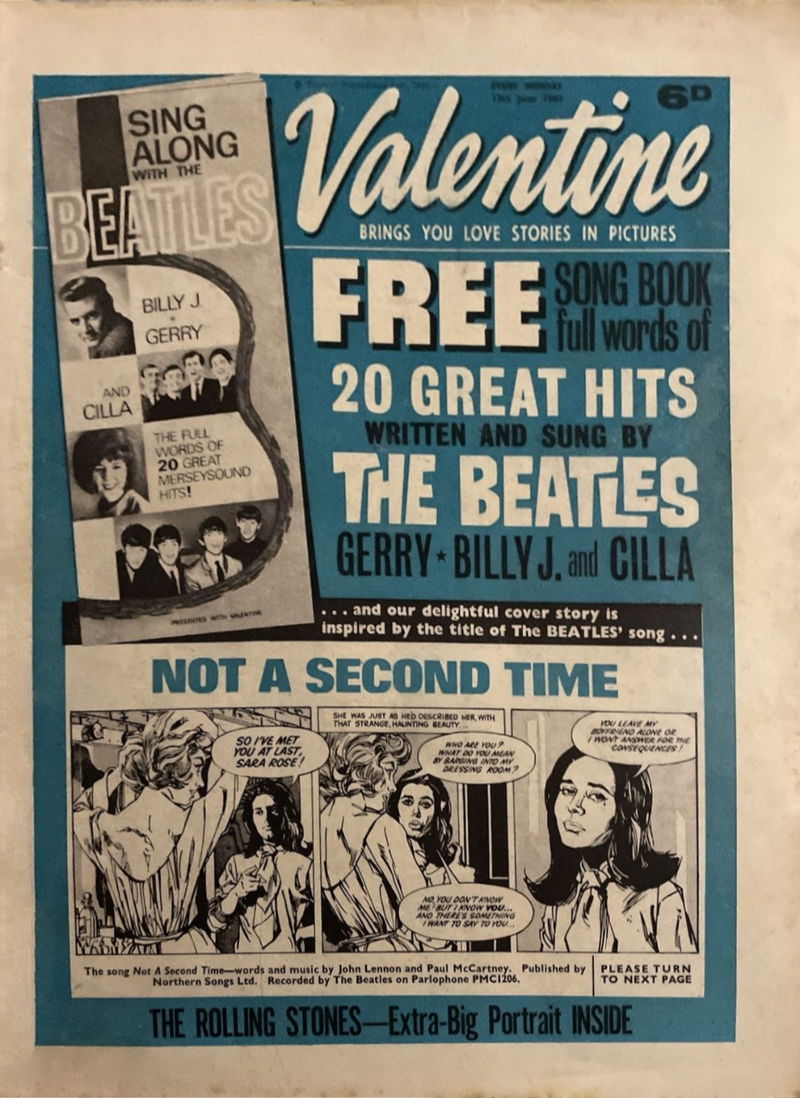 EVERY MONDAY
6D
Valentine
BRINGS YOU LOVE STORIES IN PICTURES
SING
ALONG
WITH THE
BEATLES
BILLY J.
GERRY
AND
CILLA
THE FULL
WORDS OF
20 GREAT
MERSEYSOUND
HITS!
PRESENTED WITH VALENTINE
FREE SONG BOOK
full words of
20 GREAT HITS
WRITTEN AND SUNG BY
THE BEATLES
GERRY ★ BILLY J. and CILLA
... and our delightful cover story is
inspired by the title of The BEATLES' song ...
NOT A SECOND TIME
SO I'VE MET
YOU AT LAST,
SARA ROSE!
SHE WAS JUST AS HE'D DESCRIBED HER, WITH
THAT STRANGE, HAUNTING BEAUTY...
WHO ARE YOU?
WHAT DO YOU MEAN
BY BARGING INTO MY
DRESSING ROOM?
NO, YOU DON'T KNOW
ME! BUT I KNOW YOU...
AND THERE'S SOMETHING
I WANT TO SAY TO YOU...
YOU LEAVE MY
BOYFRIEND ALONE OR
I WON'T ANSWER FOR THE
CONSEQUENCES!
The song Not A Second Time—words and music by John Lennon and Paul McCartney. Published by
Northern Songs Ltd. Recorded by The Beatles on Parlophone PMC1206.
PLEASE TURN
TO NEXT PAGE
THE ROLLING STONES—Extra-Big Portrait INSIDE